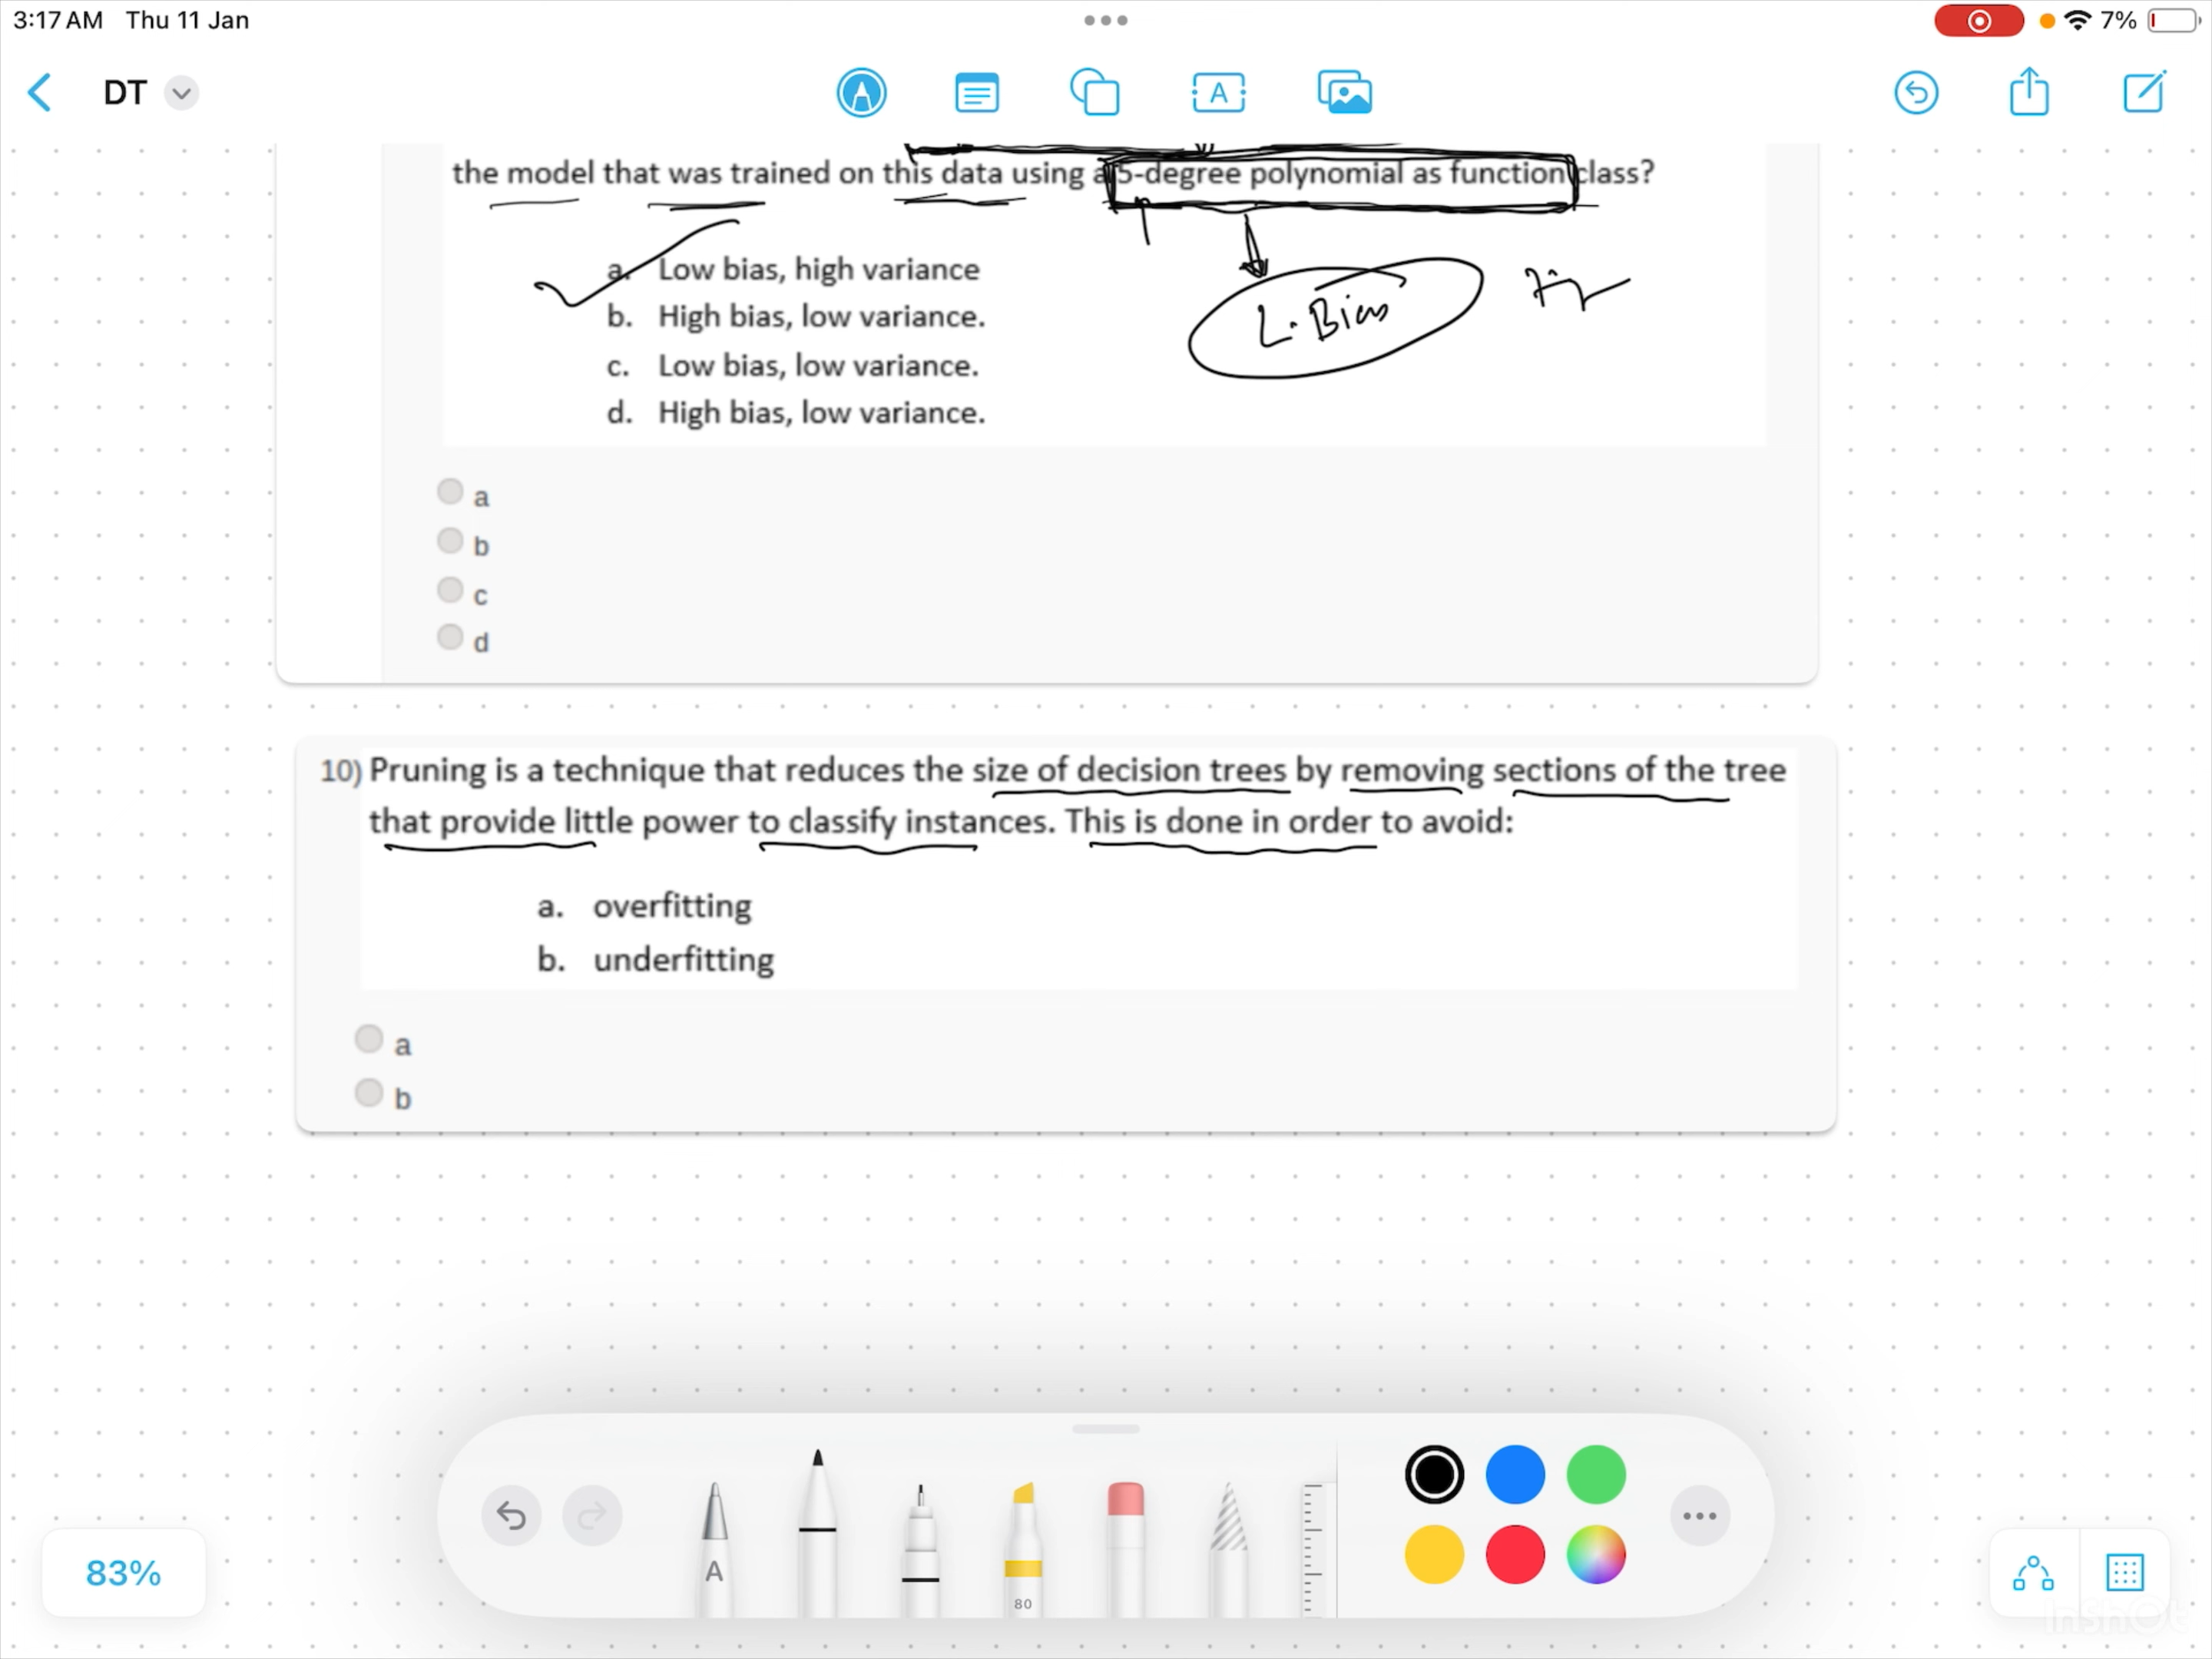 3:17 AM Thu 11 Jan
7%
DT
A
the model that was trained on this data using a 5-degree polynomial as function class?
a. Low bias, high variance
b. High bias, low variance.
c. Low bias, low variance.
d. High bias, low variance.
L. Bias
a
b
c
d
10) Pruning is a technique that reduces the size of decision trees by removing sections of the tree
that provide little power to classify instances. This is done in order to avoid:
a. overfitting
b. underfitting
a
b
A
80
83%